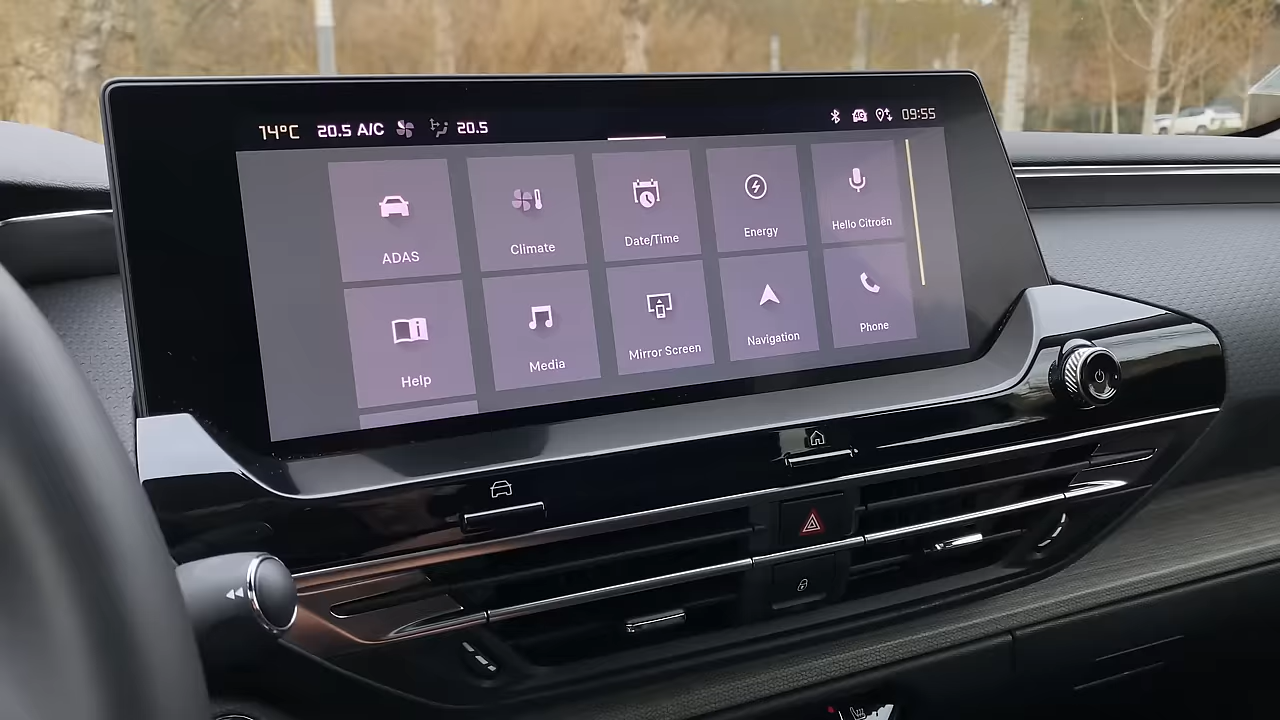 14°C 20.5 A/C 20.5 4G 09:55
ADAS Climate Date/Time Energy Hello Citroën
Help Media Mirror Screen Navigation Phone